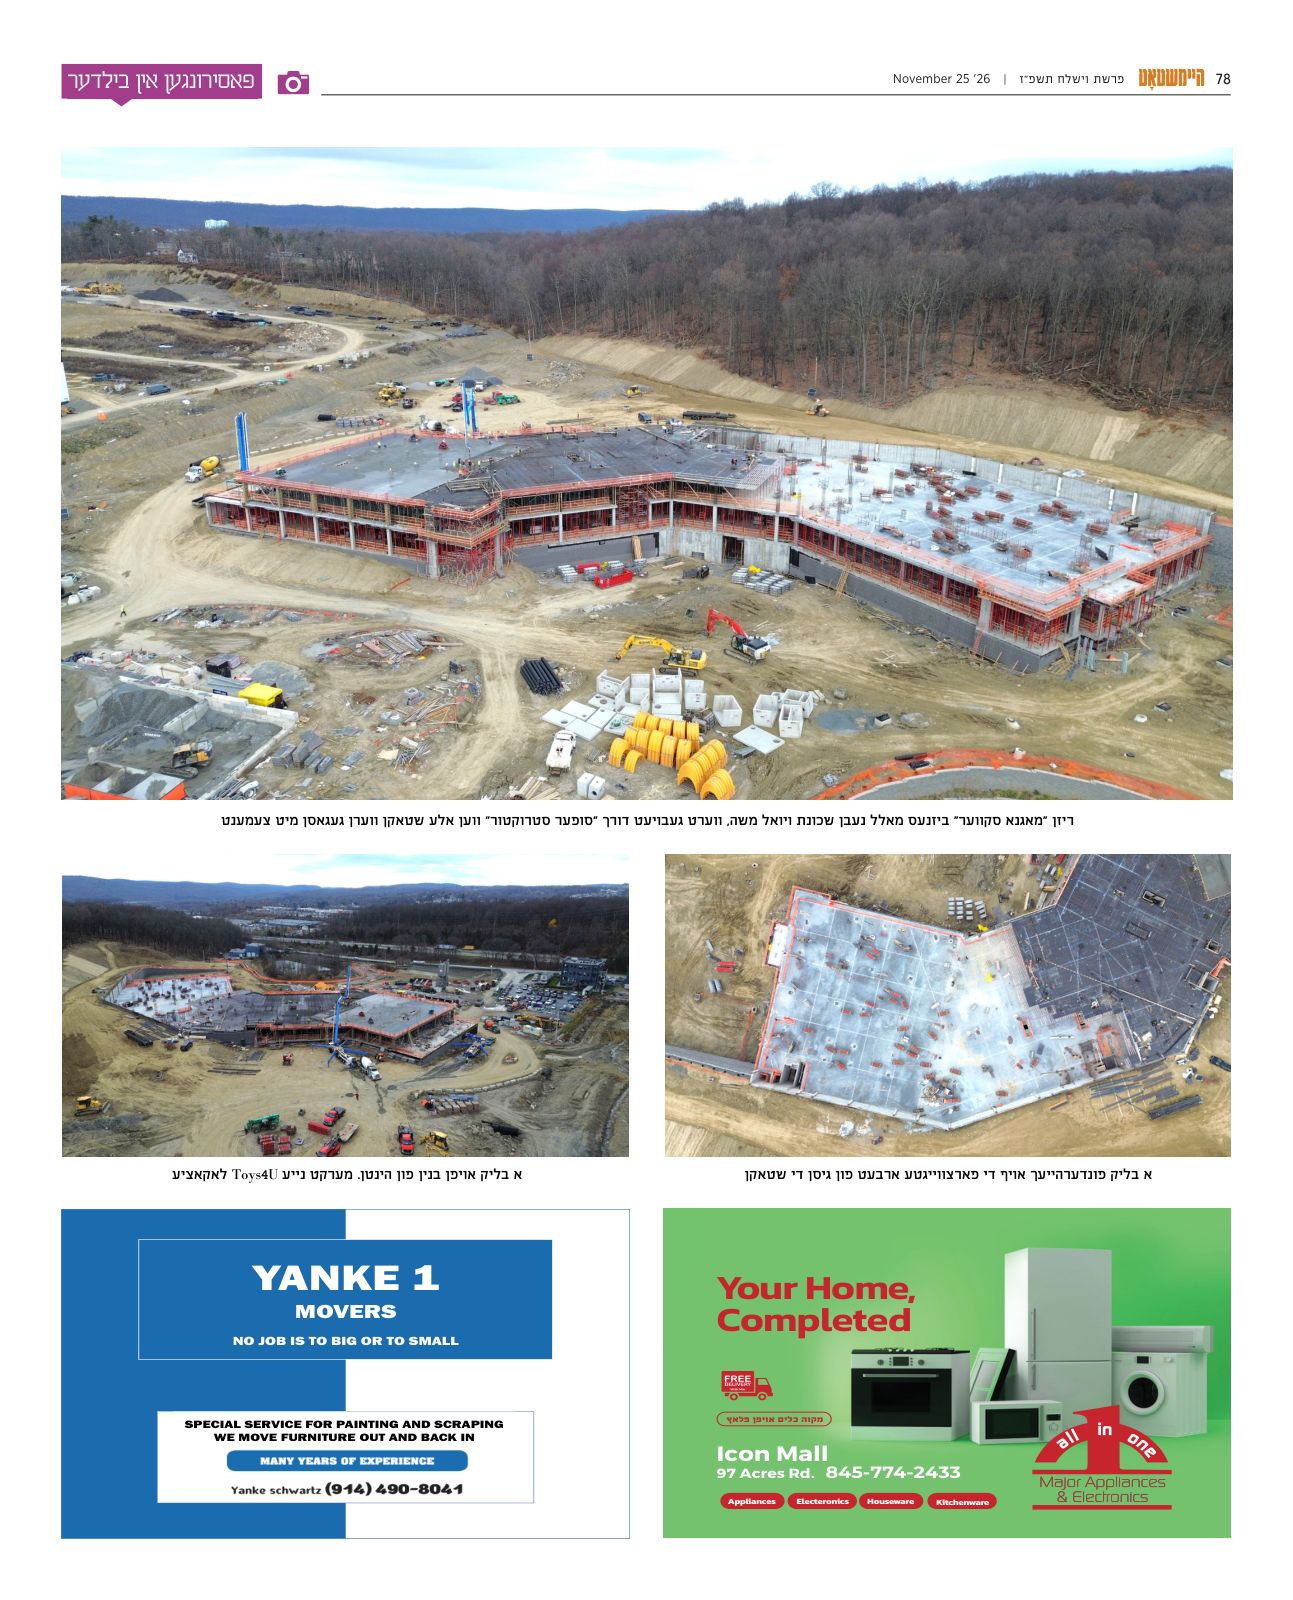 78 היימשטאָט פרשת וישלח תשפ״ז | November 25 '26
פאסירונגען אין בילדער
ריזן "מאגנא סקווער" ביזנעס מאלל נעבן שכונת ויואל משה, ווערט געבויעט דורך "סופער סטרוקטור" ווען אלע שטאקן ווערן געגאסן מיט צעמענט
א בליק פונדערהייעך אויף די פארצווייגטע ארבעט פון גיסן די שטאקן
א בליק אויפן בנין פון הינטן. מערקט נייע Toys4U לאקאציע
Your Home,
Completed
FREE
DELIVERY
מקוה כלים אויפן פלאץ
Icon Mall
97 Acres Rd. 845-774-2433
Appliances Electeronics Houseware Kitchenware
all in one
Major Appliances
& Electronics
YANKE 1
MOVERS
NO JOB IS TO BIG OR TO SMALL
SPECIAL SERVICE FOR PAINTING AND SCRAPING
WE MOVE FURNITURE OUT AND BACK IN
MANY YEARS OF EXPERIENCE
Yanke schwartz (914) 490-8041